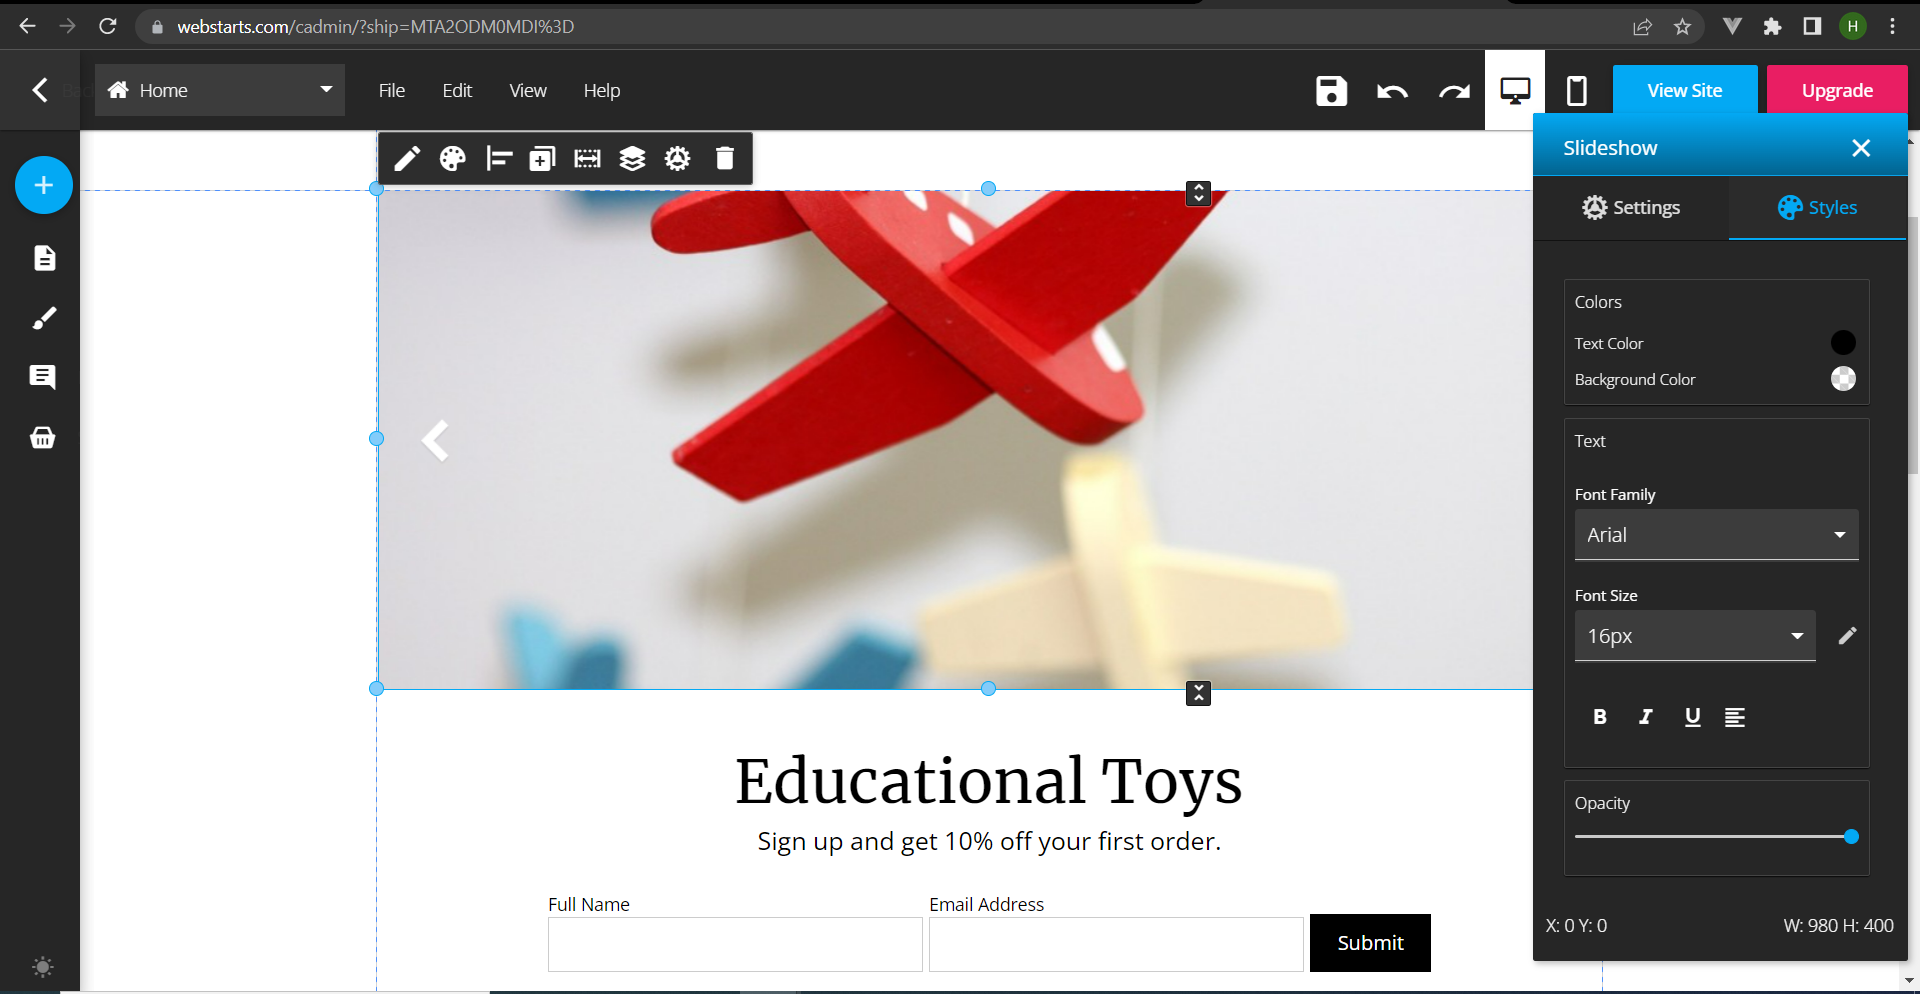 webstarts.com/cadmin/?ship=MTA2ODM0MDI%3D
H
Back
Home
File
Edit
View
Help
View Site
Upgrade
Slideshow
Settings
Styles
Colors
Text Color
Background Color
Text
Font Family
Arial
Font Size
16px
B I U
Opacity
X: 0 Y: 0
W: 980 H: 400
Educational Toys
Sign up and get 10% off your first order.
Full Name
Email Address
Submit